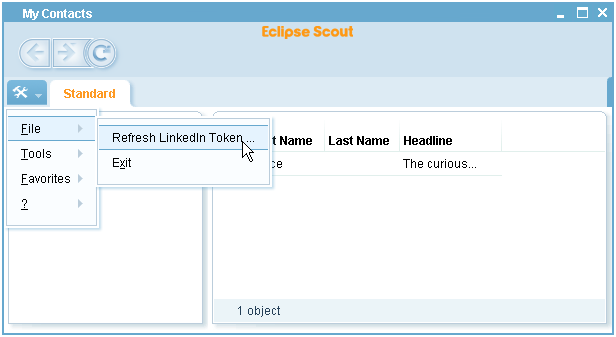 My Contacts
Eclipse Scout
Standard
File
Tools
Favorites
?
Refresh LinkedIn Token ...
Exit
t Name Last Name Headline
ce The curious...
1 object